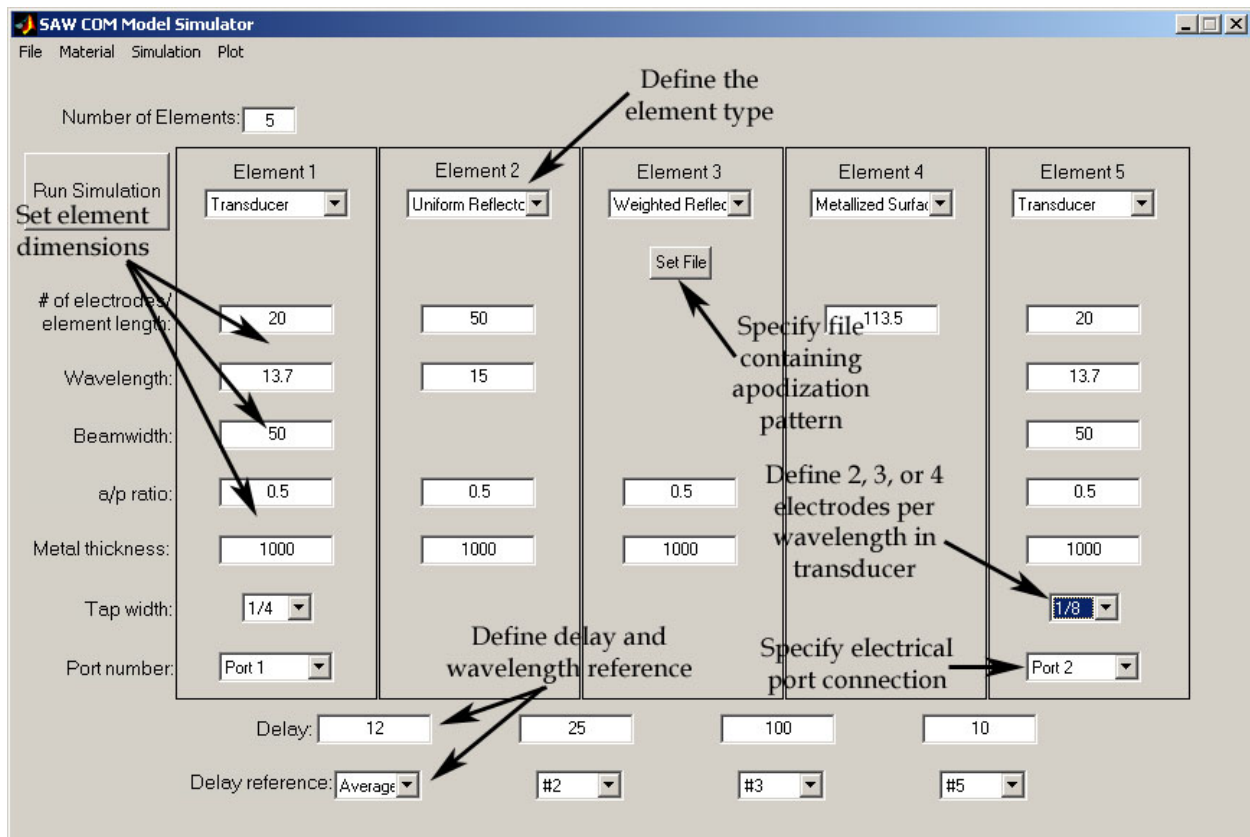 SAW COM Model Simulator
File Material Simulation Plot
Define the
element type
Number of Elements: 5
Run Simulation
Set element
dimensions
Element 1
Transducer
Element 2
Uniform Reflectc
Element 3
Weighted Reflec
Element 4
Metallized Surfac
Element 5
Transducer
Set File
# of electrodes/
element length:
20
50
113.5
20
Specify file
containing
apodization
pattern
Wavelength:
13.7
15
13.7
Beamwidth:
50
50
a/p ratio:
0.5
0.5
0.5
0.5
Define 2, 3, or 4
electrodes per
wavelength in
transducer
Metal thickness:
1000
1000
1000
1000
Tap width:
1/4
1/8
Define delay and
wavelength reference
Specify electrical
port connection
Port number:
Port 1
Port 2
Delay: 12 25 100 10
Delay reference: Average #2 #3 #5